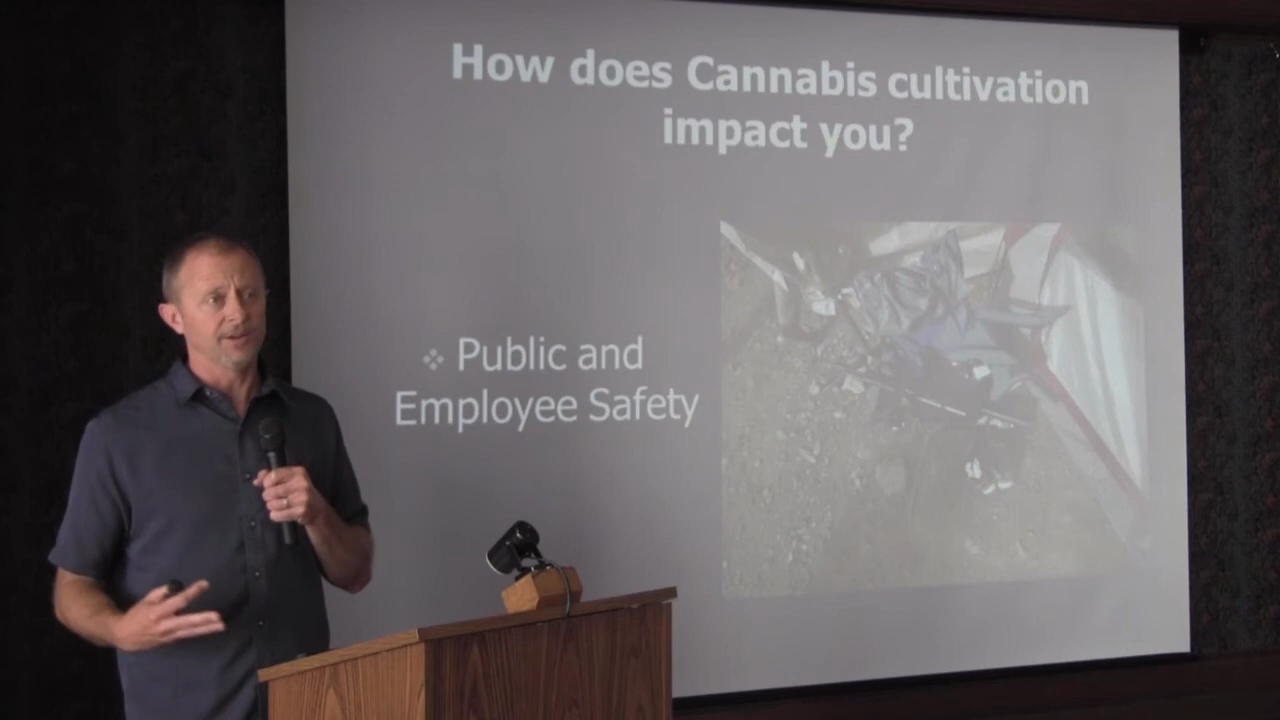 How does Cannabis cultivation
impact you?
❖ Public and
Employee Safety